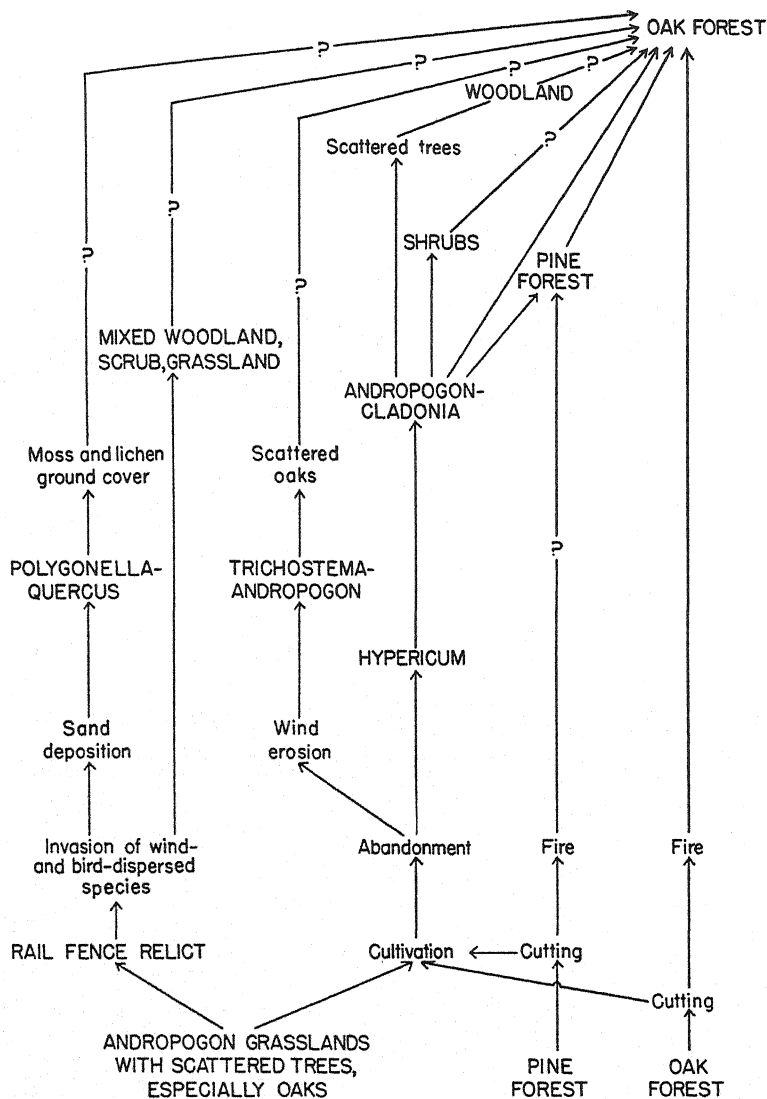 OAK FOREST
?
?
?
?
WOODLAND
Scattered trees
?
?
SHRUBS
?
PINE
FOREST
?
MIXED WOODLAND,
SCRUB, GRASSLAND
ANDROPOGON-
CLADONIA
Moss and lichen
ground cover
Scattered
oaks
?
POLYGONELLA-
QUERCUS
TRICHOSTEMA-
ANDROPOGON
HYPERICUM
Sand
deposition
Wind
erosion
Invasion of wind-
and bird-dispersed
species
Abandonment
Fire
Fire
RAIL FENCE RELICT
Cultivation
Cutting
Cutting
ANDROPOGON GRASSLANDS
WITH SCATTERED TREES,
ESPECIALLY OAKS
PINE
FOREST
OAK
FOREST